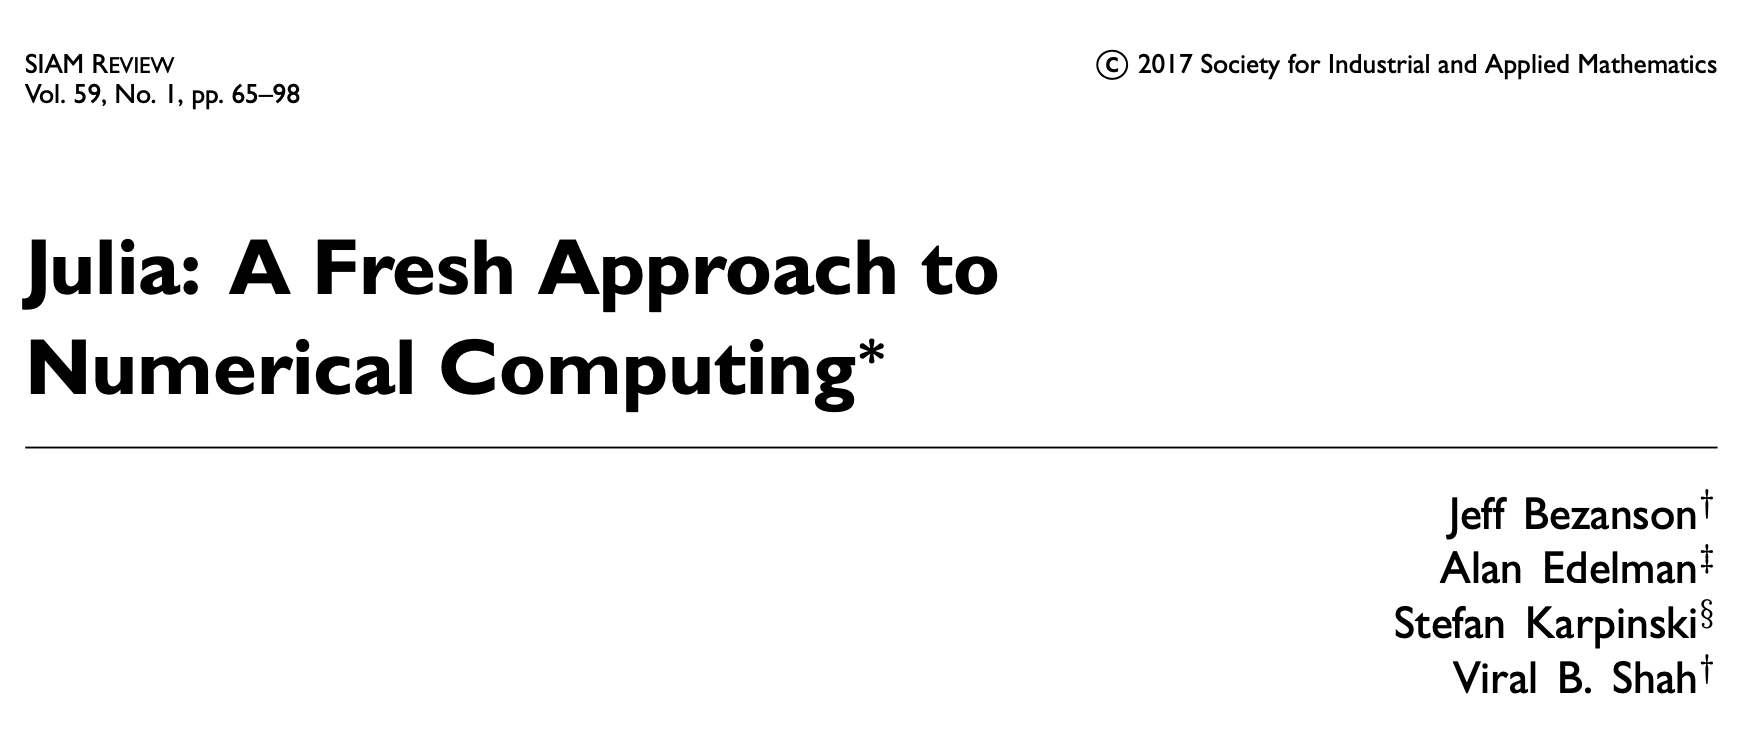 SIAM REVIEW
Vol. 59, No. 1, pp. 65–98
© 2017 Society for Industrial and Applied Mathematics
Julia: A Fresh Approach to
Numerical Computing*
Jeff Bezanson†
Alan Edelman‡
Stefan Karpinski§
Viral B. Shah†